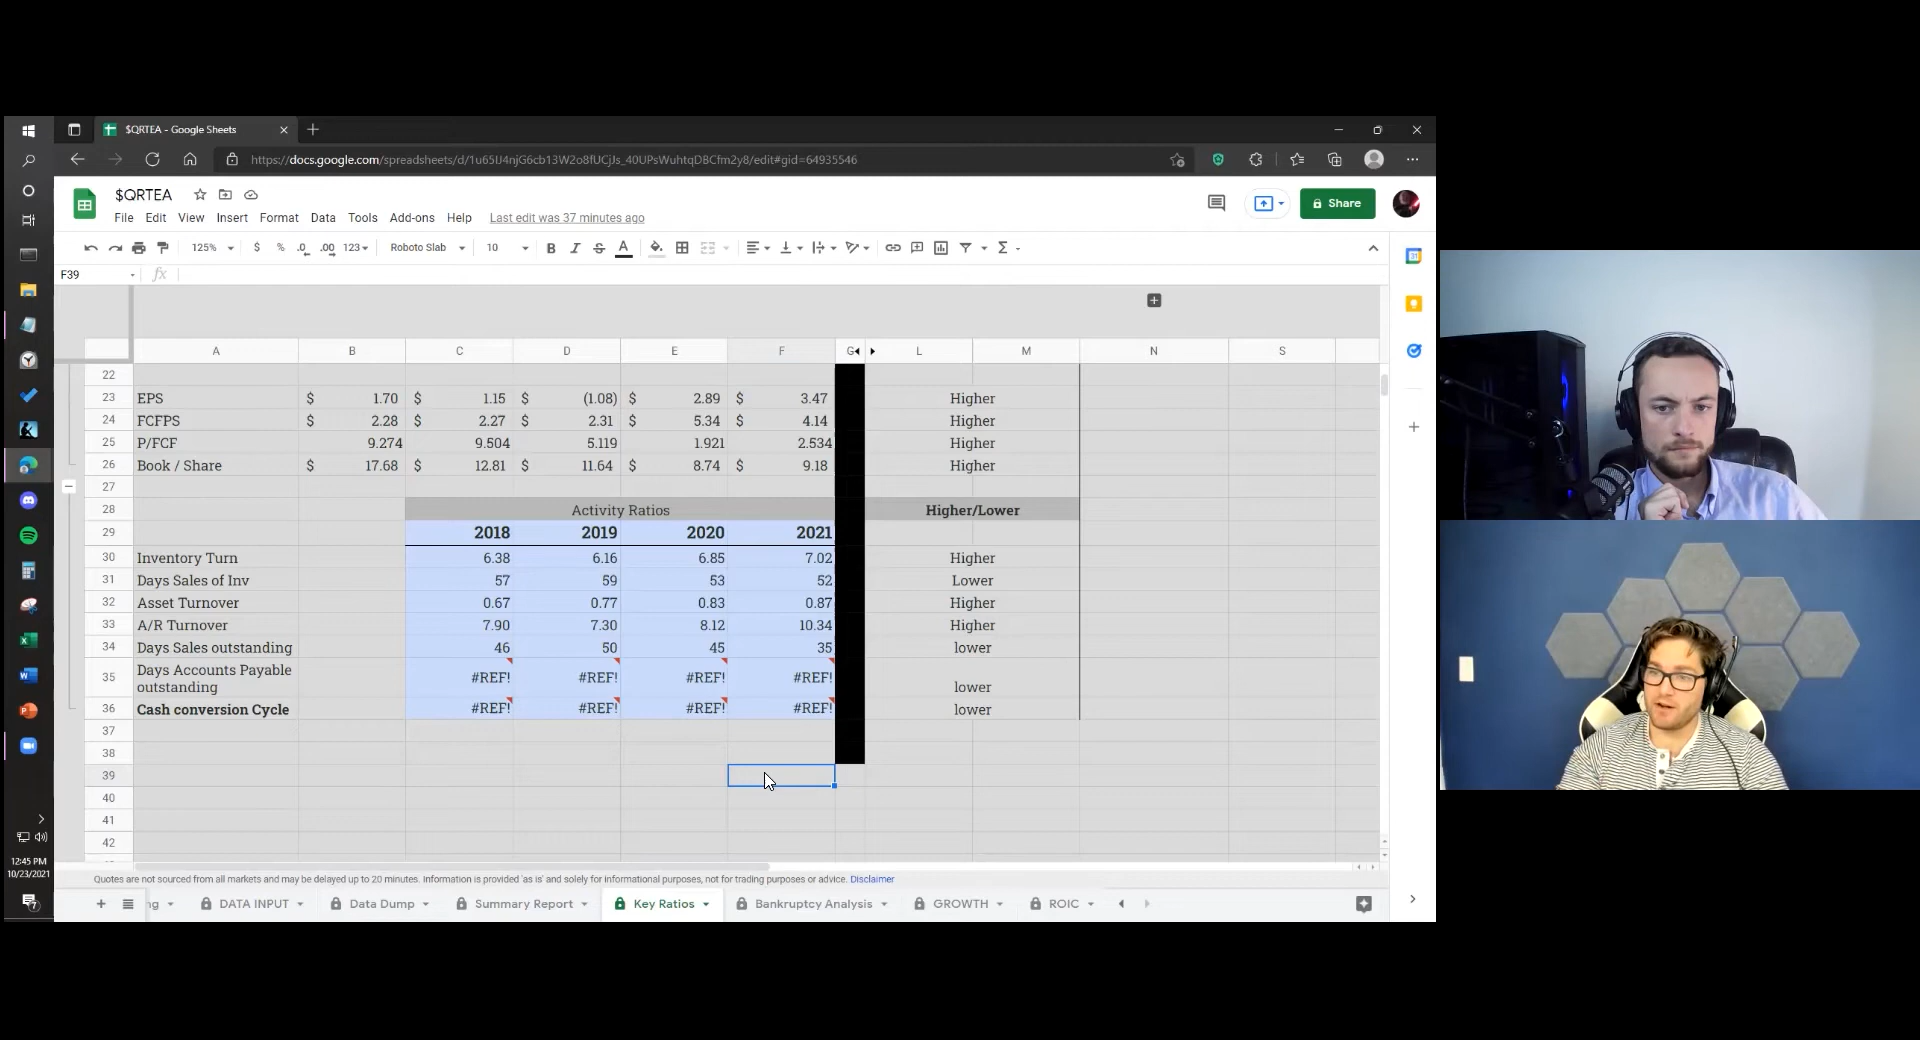 $QRTEA - Google Sheets
https://docs.google.com/spreadsheets/d/1u65IJ4njG6cb13W2o8fUCjJs_40UPsWuhtqDBCfm2y8/edit#gid=64935546
$QRTEA
File Edit View Insert Format Data Tools Add-ons Help Last edit was 37 minutes ago
Share
125% $ % .0 .00 123 Roboto Slab 10 B I S A
F39 fx
A B C D E F G L M N S
22
23 EPS $ 1.70 $ 1.15 $ (1.08) $ 2.89 $ 3.47 Higher
24 FCFPS $ 2.28 $ 2.27 $ 2.31 $ 5.34 $ 4.14 Higher
25 P/FCF 9.274 9.504 5.119 1.921 2.534 Higher
26 Book / Share $ 17.68 $ 12.81 $ 11.64 $ 8.74 $ 9.18 Higher
27
28 Activity Ratios Higher/Lower
29 2018 2019 2020 2021
30 Inventory Turn 6.38 6.16 6.85 7.02 Higher
31 Days Sales of Inv 57 59 53 52 Lower
32 Asset Turnover 0.67 0.77 0.83 0.87 Higher
33 A/R Turnover 7.90 7.30 8.12 10.34 Higher
34 Days Sales outstanding 46 50 45 35 lower
35 Days Accounts Payable outstanding #REF! #REF! #REF! #REF! lower
36 Cash conversion Cycle #REF! #REF! #REF! #REF! lower
37
38
39
40
41
42
12:45 PM
10/23/2021
Quotes are not sourced from all markets and may be delayed up to 20 minutes. Information is provided 'as is' and solely for informational purposes, not for trading purposes or advice. Disclaimer
ng DATA INPUT Data Dump Summary Report Key Ratios Bankruptcy Analysis GROWTH ROIC